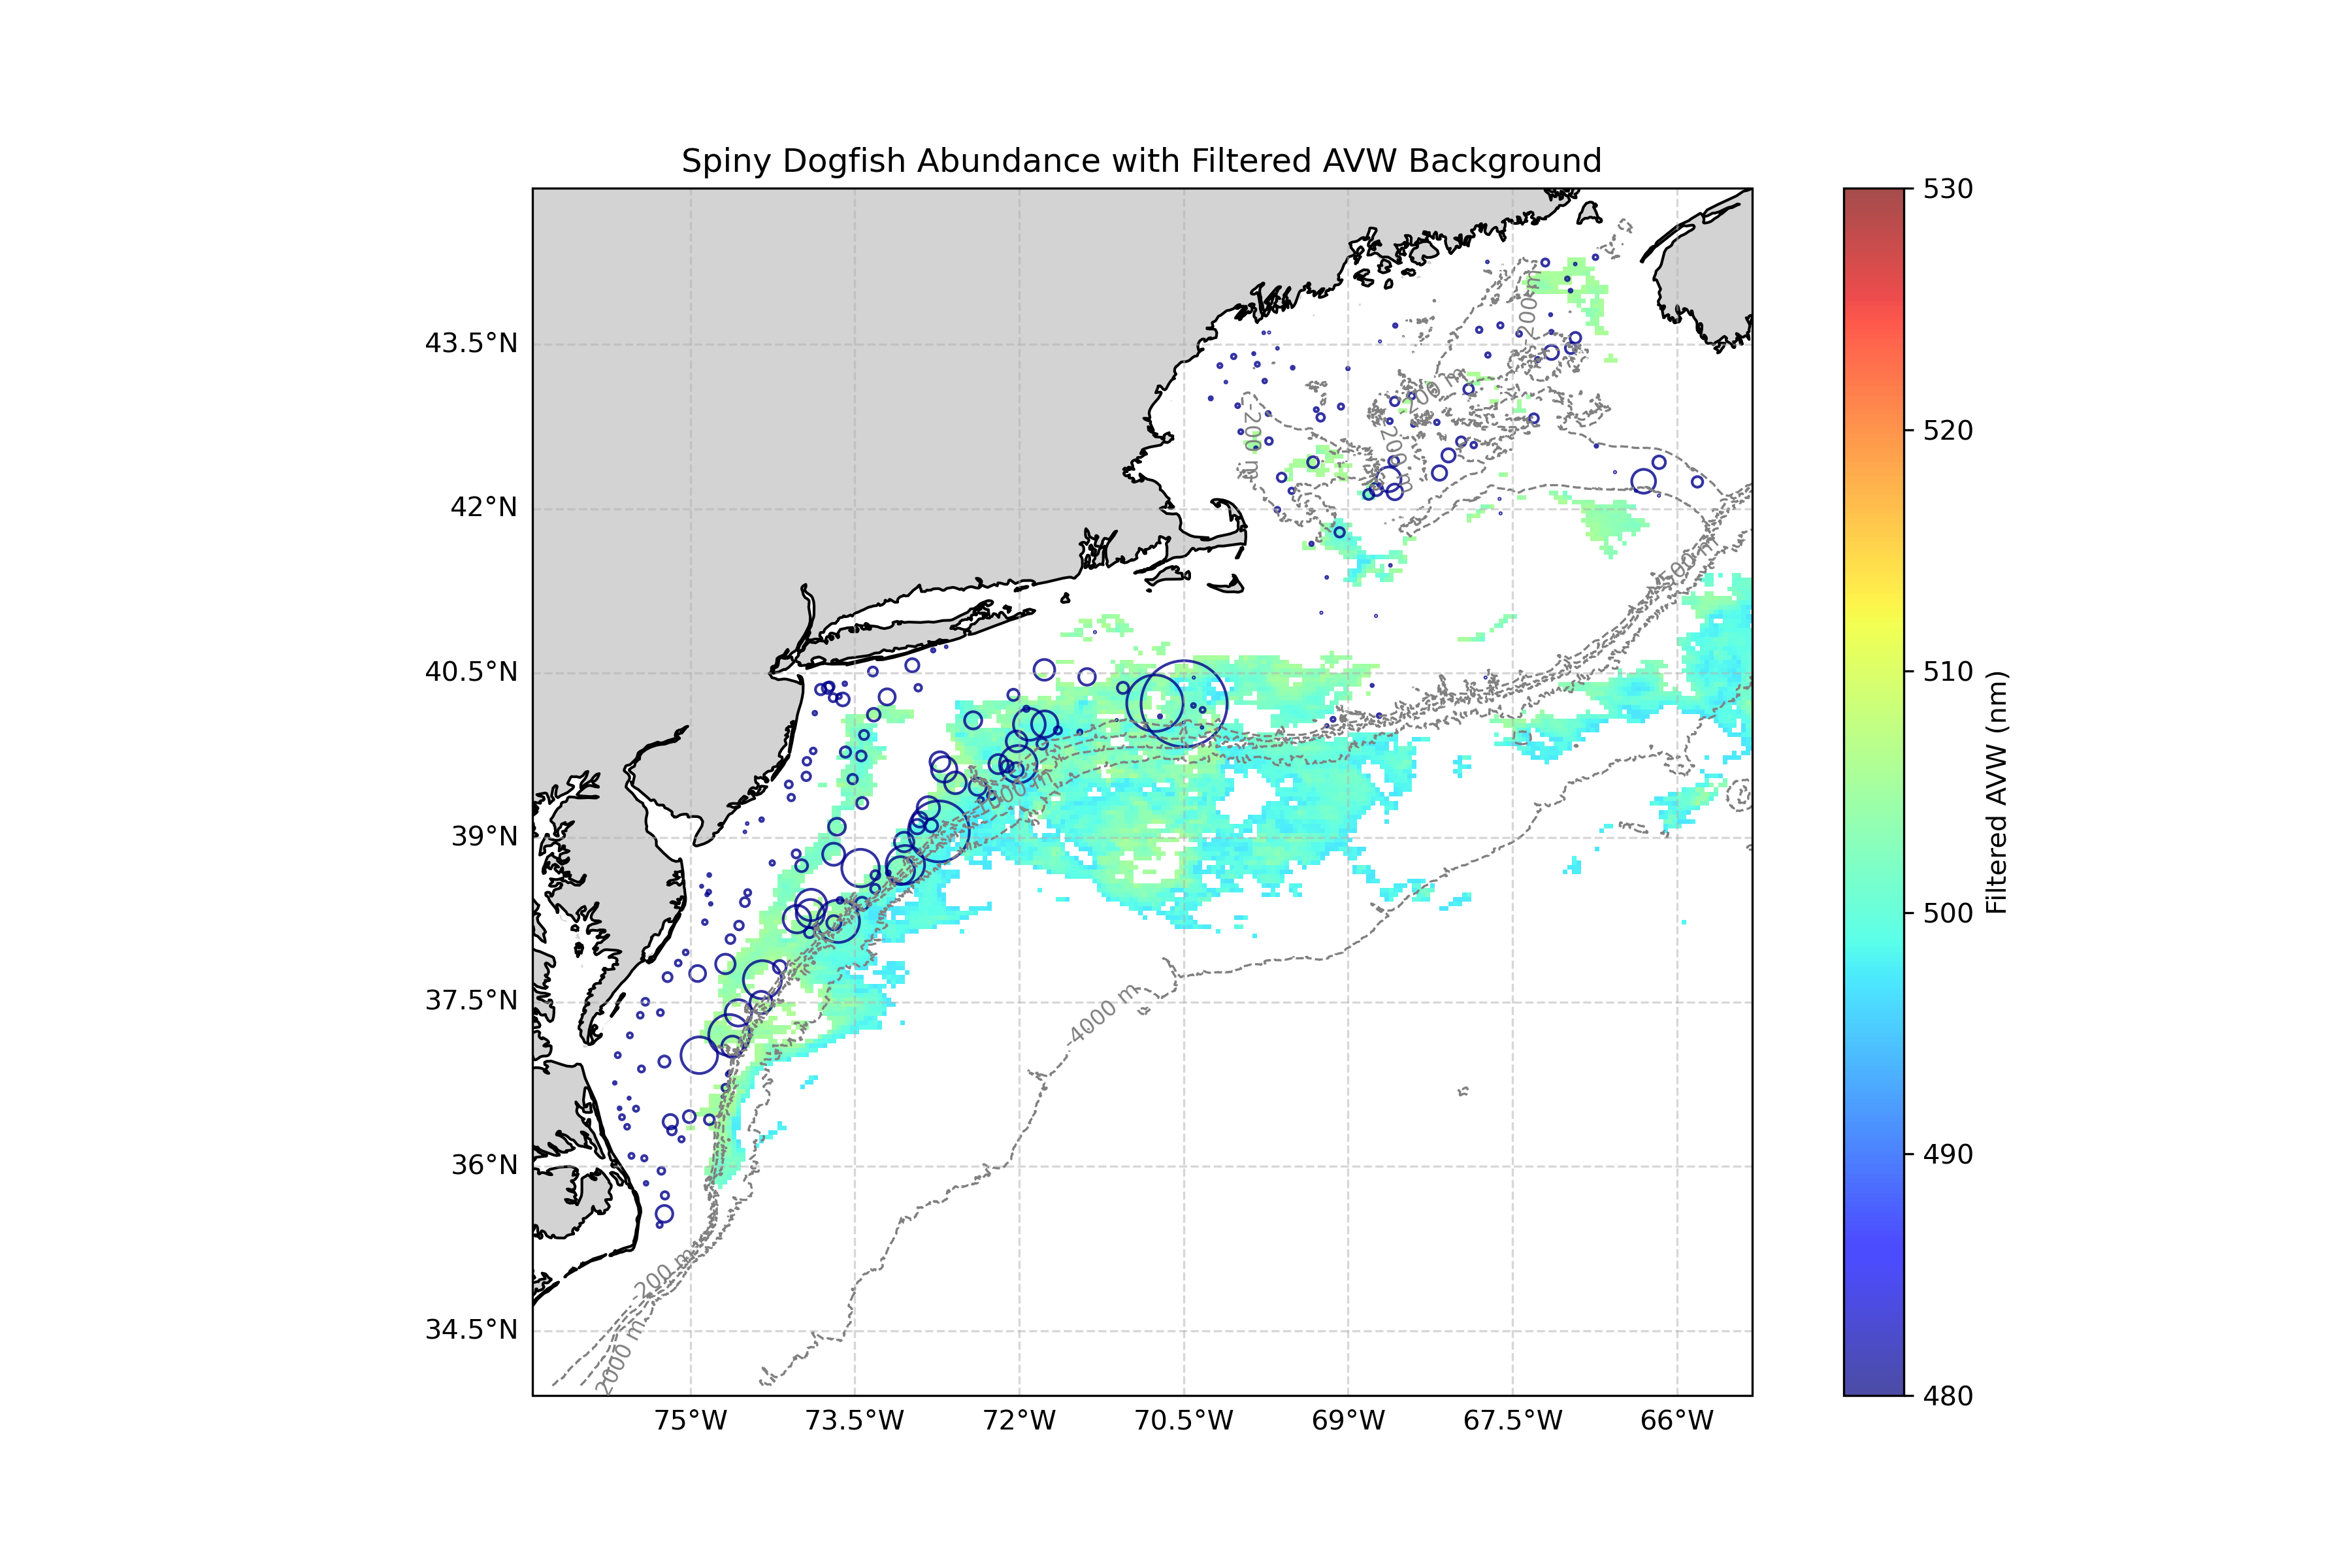 Spiny Dogfish Abundance with Filtered AVW Background
530
520
510
500
490
480
Filtered AVW (nm)
43.5°N
42°N
40.5°N
39°N
37.5°N
36°N
34.5°N
75°W
73.5°W
72°W
70.5°W
69°W
67.5°W
66°W
-200 m
-200 m
-200 m
-200 m
-500 m
-1000 m
-4000 m
-200 m
-2000 m